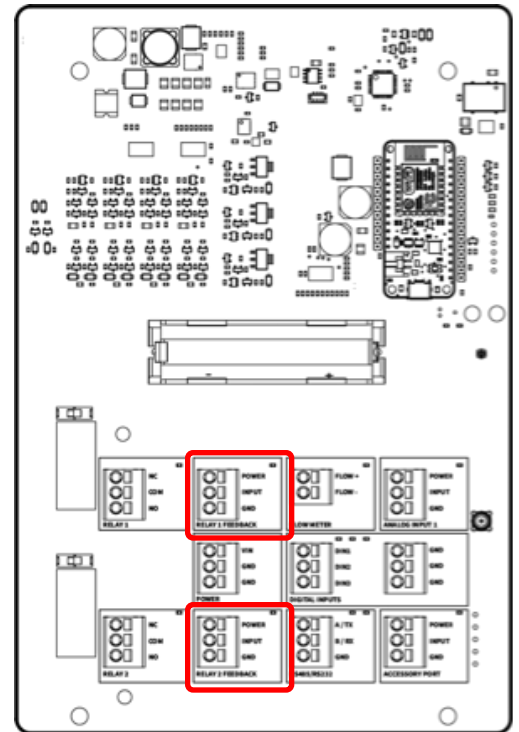 - +
NC
COM
NO
RELAY 1
POWER
INPUT
GND
RELAY 1 FEEDBACK
FLOW+
FLOW-
LOW METER
POWER
INPUT
GND
ANALOG INPUT 1
VIN
GND
GND
POWER
DIN1
DIN2
DIN3
DIGITAL INPUTS
GND
GND
GND
NC
COM
NO
RELAY 2
POWER
INPUT
GND
RELAY 2 FEEDBACK
A / TX
B / RX
GND
S485/RS232
POWER
INPUT
GND
ACCESSORY PORT